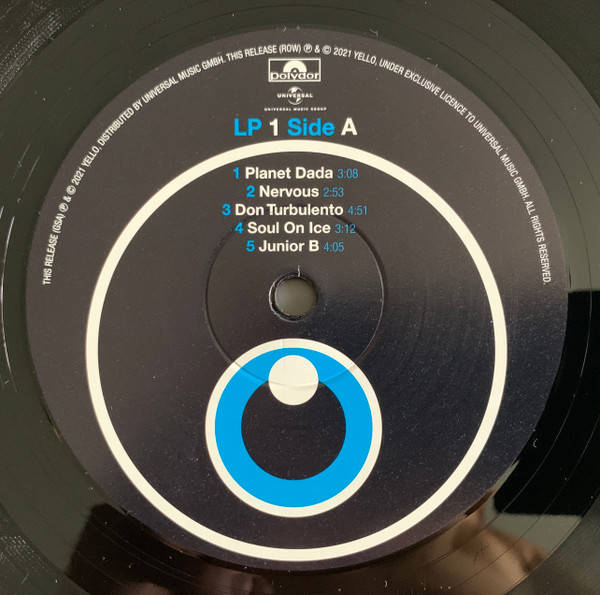 THIS RELEASE (GSA) ℗ & © 2021 YELLO, DISTRIBUTED BY UNIVERSAL MUSIC GMBH. THIS RELEASE (ROW) ℗ & © 2021 YELLO, UNDER EXCLUSIVE LICENCE TO UNIVERSAL MUSIC GMBH. ALL RIGHTS RESERVED.
Polydor
UNIVERSAL
UNIVERSAL MUSIC GROUP
LP 1 Side A
1 Planet Dada 3:08
2 Nervous 2:53
3 Don Turbulento 4:51
4 Soul On Ice 3:12
5 Junior B 4:05